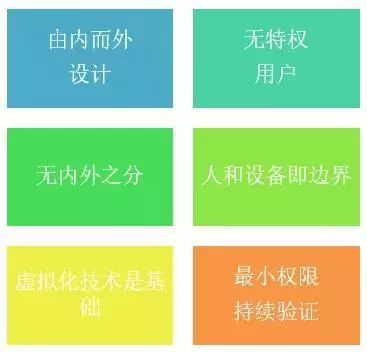 由内而外
设计
无特权
用户
无内外之分
人和设备即边界
虚拟化技术是基
础
最小权限
持续验证